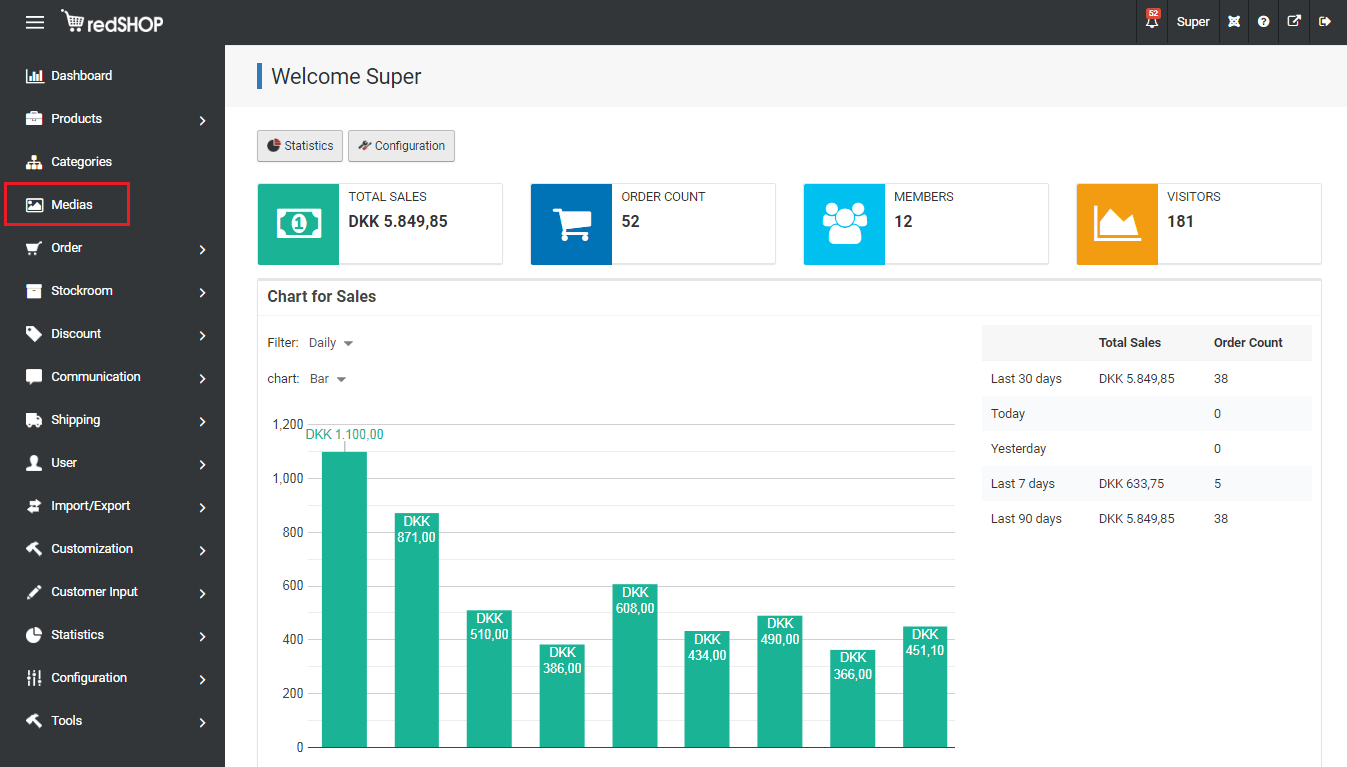 redSHOP
52
Super
Dashboard
Products
Categories
Medias
Order
Stockroom
Discount
Communication
Shipping
User
Import/Export
Customization
Customer Input
Statistics
Configuration
Tools
Welcome Super
Statistics
Configuration
TOTAL SALES
DKK 5.849,85
ORDER COUNT
52
MEMBERS
12
VISITORS
181
Chart for Sales
Filter: Daily
chart: Bar
1,200
1,000
800
600
400
200
0
DKK 1.100,00
DKK
871,00
DKK
510,00
DKK
386,00
DKK
608,00
DKK
434,00
DKK
490,00
DKK
366,00
DKK
451,10
Total Sales Order Count
Last 30 days DKK 5.849,85 38
Today 0
Yesterday 0
Last 7 days DKK 633,75 5
Last 90 days DKK 5.849,85 38